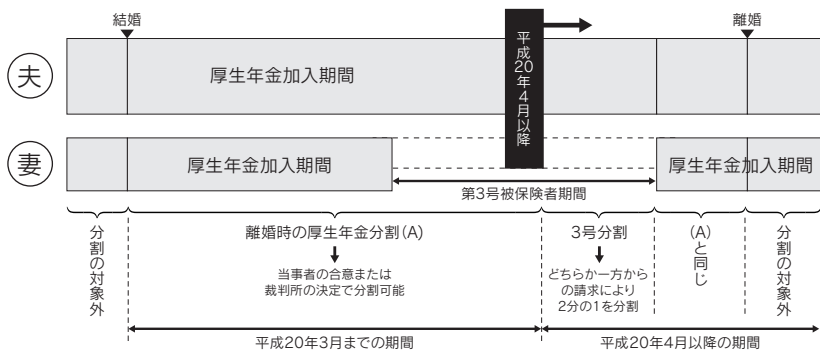 結婚
離婚
夫
厚生年金加入期間
平成20年4月以降
妻
厚生年金加入期間
厚生年金加入期間
第3号被保険者期間
分割の対象外
離婚時の厚生年金分割(A)
当事者の合意または
裁判所の決定で分割可能
3号分割
どちらか一方から
の請求により
2分の1を分割
(A)と同じ
分割の対象外
平成20年3月までの期間
平成20年4月以降の期間